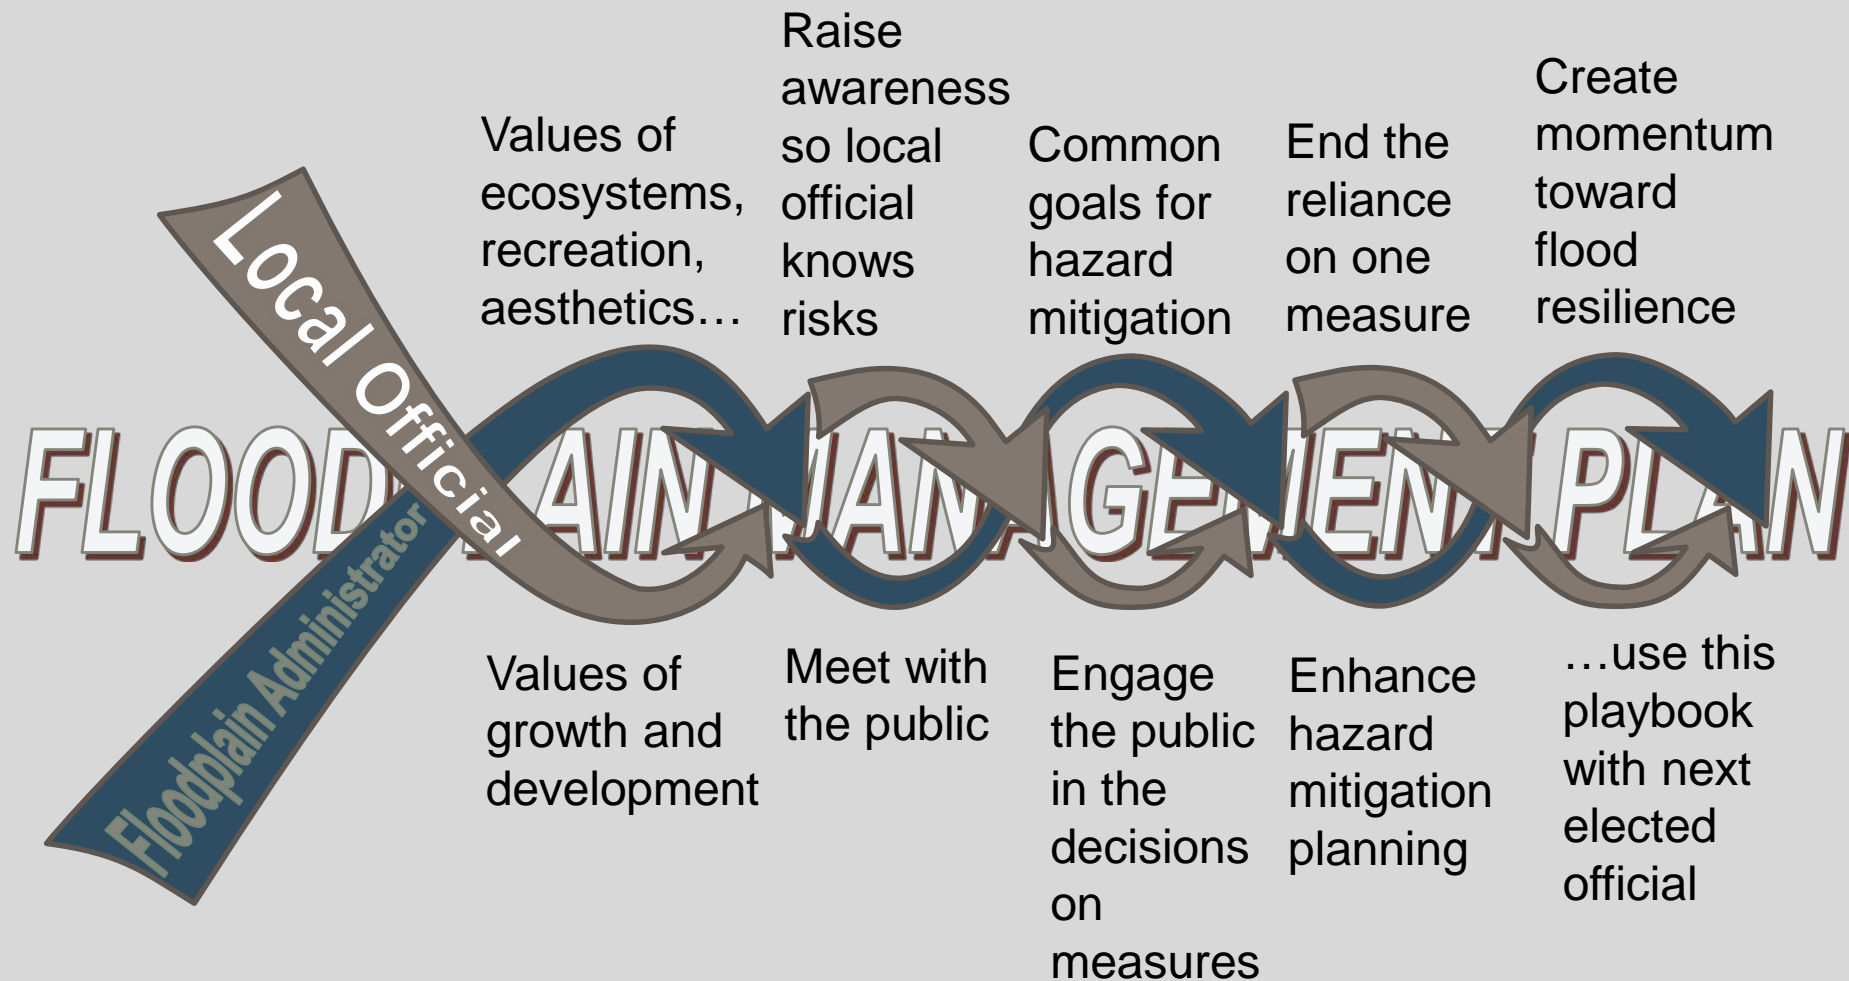 Values of
ecosystems,
recreation,
aesthetics…
Raise
awareness
so local
official
knows
risks
Common
goals for
hazard
mitigation
End the
reliance
on one
measure
Create
momentum
toward
flood
resilience
Local Official
FLOODPLAIN MANAGEMENT PLAN
Floodplain Administrator
Values of
growth and
development
Meet with
the public
Engage
the public
in the
decisions
on
measures
Enhance
hazard
mitigation
planning
…use this
playbook
with next
elected
official